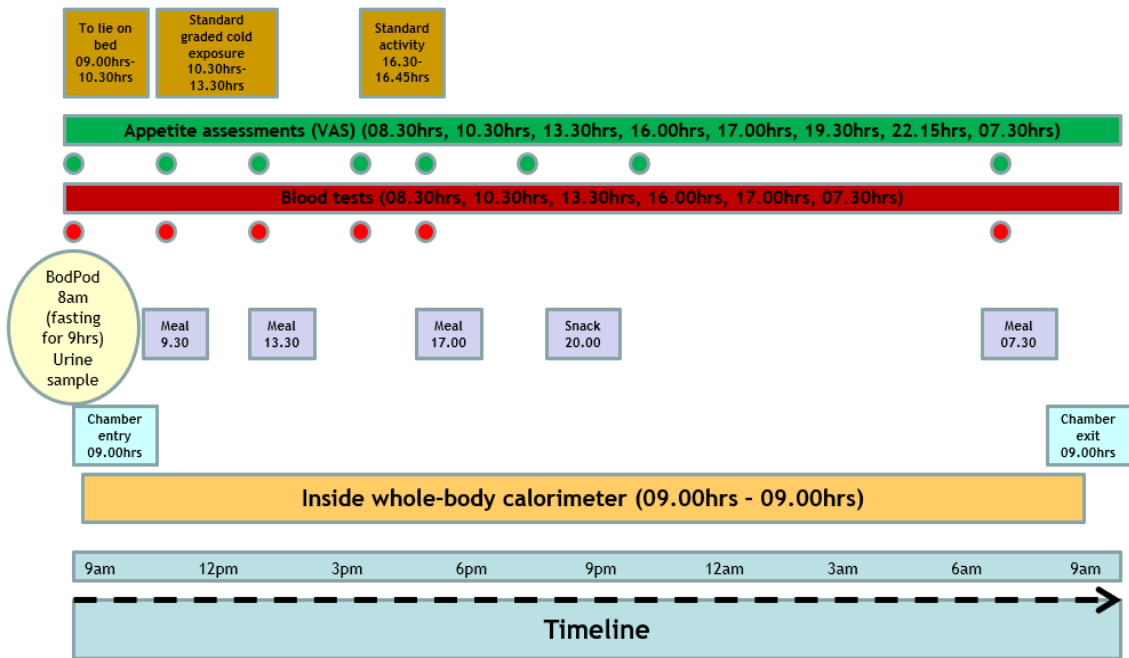 To lie on
bed
09.00hrs-
10.30hrs
Standard
graded cold
exposure
10.30hrs-
13.30hrs
Standard
activity
16.30-
16.45hrs
Appetite assessments (VAS) (08.30hrs, 10.30hrs, 13.30hrs, 16.00hrs, 17.00hrs, 19.30hrs, 22.15hrs, 07.30hrs)
Blood tests (08.30hrs, 10.30hrs, 13.30hrs, 16.00hrs, 17.00hrs, 07.30hrs)
BodPod
8am
(fasting
for 9hrs)
Urine
sample
Meal
9.30
Meal
13.30
Meal
17.00
Snack
20.00
Meal
07.30
Chamber
entry
09.00hrs
Chamber
exit
09.00hrs
Inside whole-body calorimeter (09.00hrs - 09.00hrs)
9am 12pm 3pm 6pm 9pm 12am 3am 6am 9am
Timeline